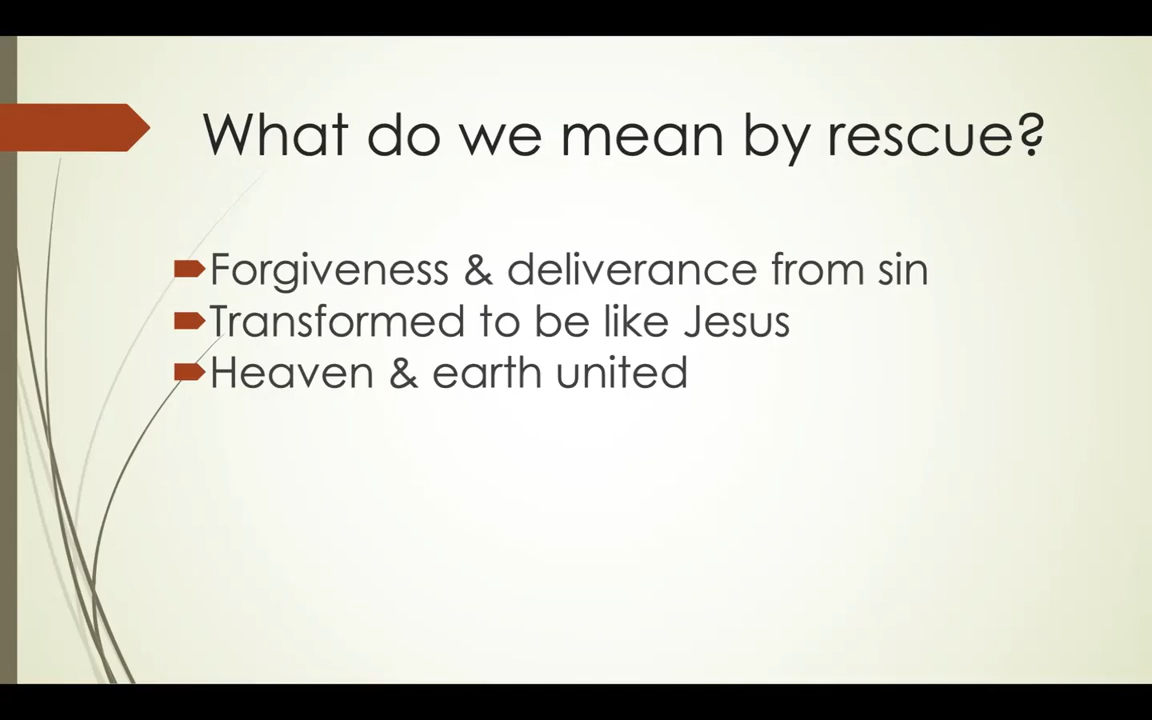 What do we mean by rescue?
Forgiveness & deliverance from sin
Transformed to be like Jesus
Heaven & earth united